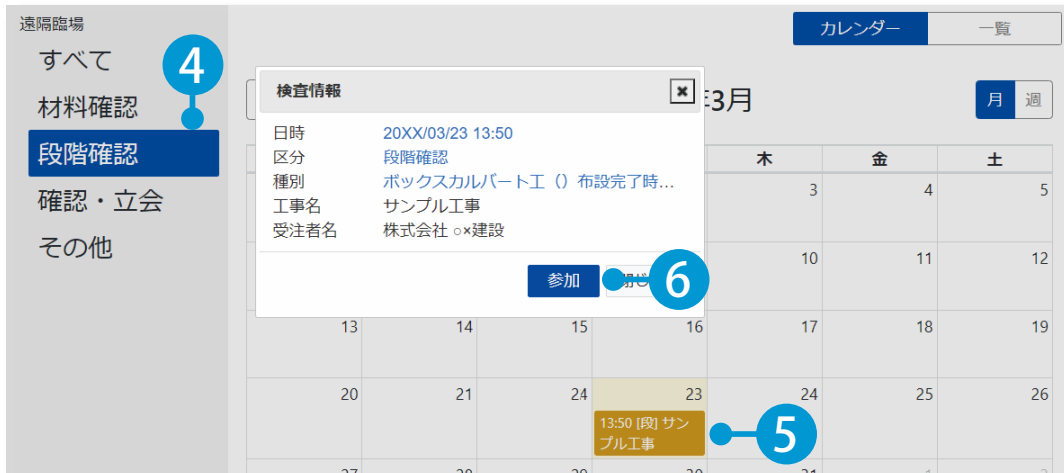 遠隔臨場
すべて
材料確認
段階確認
確認・立会
その他
4
カレンダー 一覧
3月
月 週
検査情報
日時 20XX/03/23 13:50
区分 段階確認
種別 ボックスカルバート工（）布設完了時...
工事名 サンプル工事
受注者名 株式会社 ○×建設
参加
6
木 金 土
3 4 5
10 11 12
13 14 15 16 17 18 19
20 21 24 23 24 25 26
13:50 [段] サン
プル工事
5